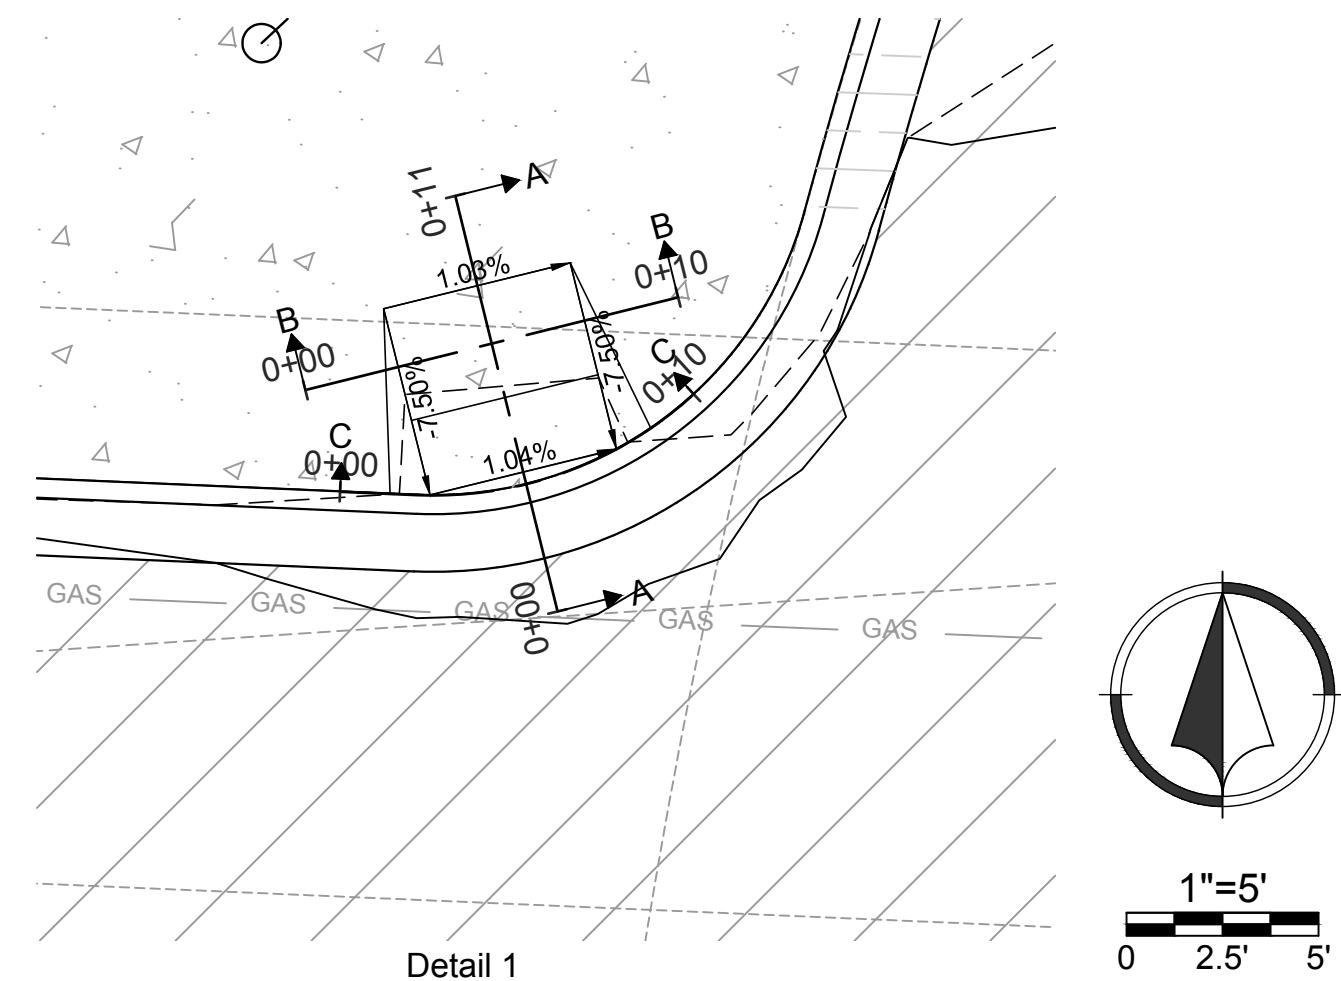 A
0+11
B
0+10
1.03%
B
0+00
C
0+10
-7.50%
-7.50%
C
0+00
1.04%
GAS
GAS
GAS
GAS
GAS
A
0+00
1"=5'
0 2.5' 5'
Detail 1